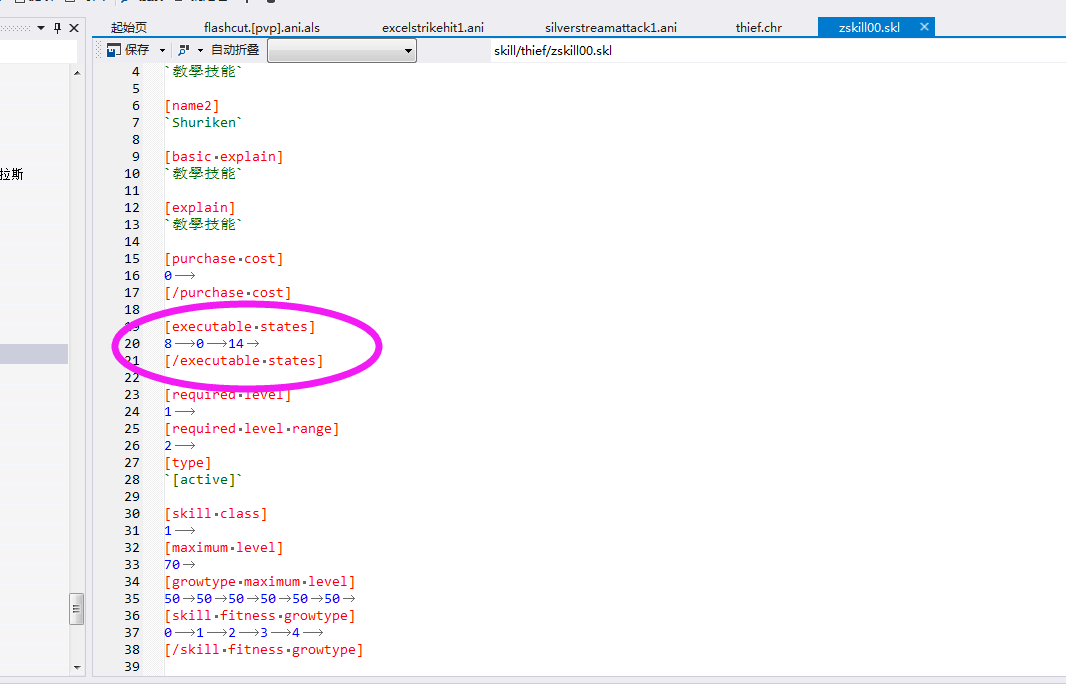 起始页 flashcut.[pvp].ani.als excelstrikehit1.ani silverstreamattack1.ani thief.chr zskill00.skl
保存 自动折叠 skill/thief/zskill00.skl
拉斯
4 `教學技能`
5
6 [name2]
7 `Shuriken`
8
9 [basic explain]
10 `教學技能`
11
12 [explain]
13 `教學技能`
14
15 [purchase cost]
16 0
17 [/purchase cost]
18
19 [executable states]
20 8 0 14
21 [/executable states]
22
23 [required level]
24 1
25 [required level range]
26 2
27 [type]
28 `[active]`
29
30 [skill class]
31 1
32 [maximum level]
33 70
34 [growtype maximum level]
35 50 50 50 50 50 50
36 [skill fitness growtype]
37 0 1 2 3 4
38 [/skill fitness growtype]
39